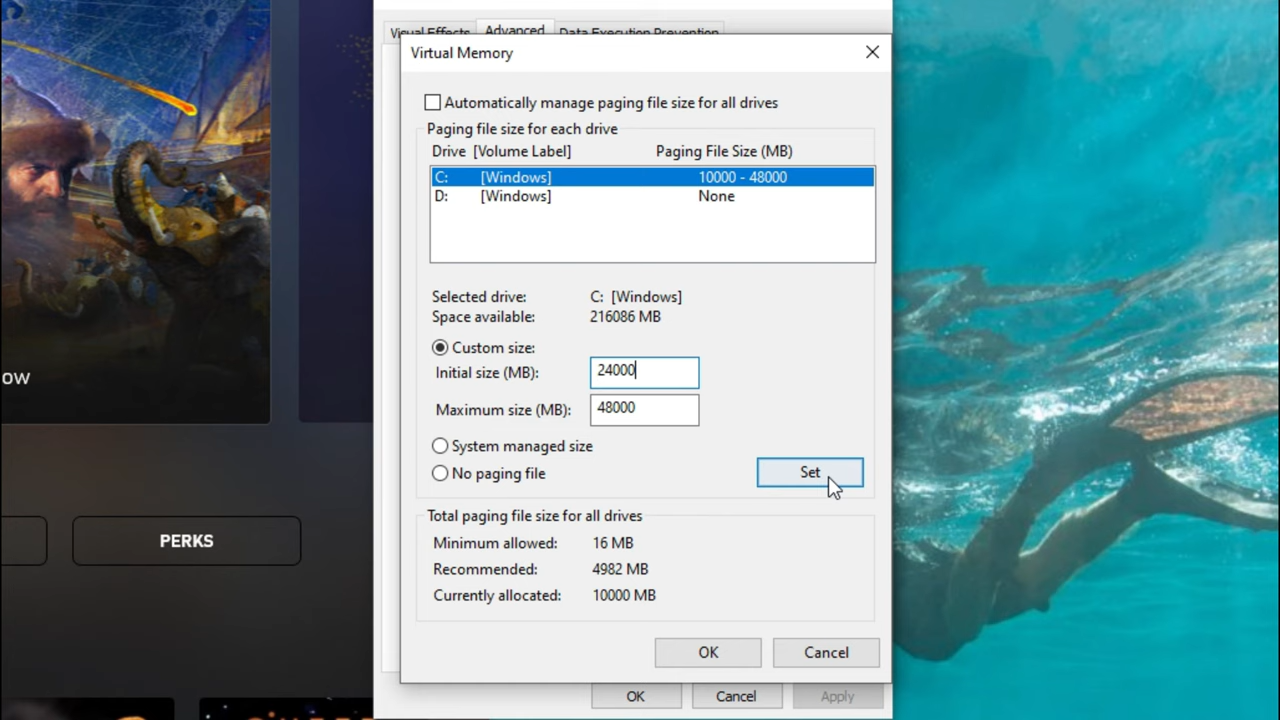 Visual Effects Advanced Data Execution Prevention
Virtual Memory
Automatically manage paging file size for all drives
Paging file size for each drive
Drive [Volume Label] Paging File Size (MB)
C: [Windows] 10000 - 48000
D: [Windows] None
Selected drive: C: [Windows]
Space available: 216086 MB
Custom size:
Initial size (MB): 24000
Maximum size (MB): 48000
System managed size
No paging file
Set
Total paging file size for all drives
Minimum allowed: 16 MB
Recommended: 4982 MB
Currently allocated: 10000 MB
OK Cancel
OK Cancel Apply
OW
PERKS